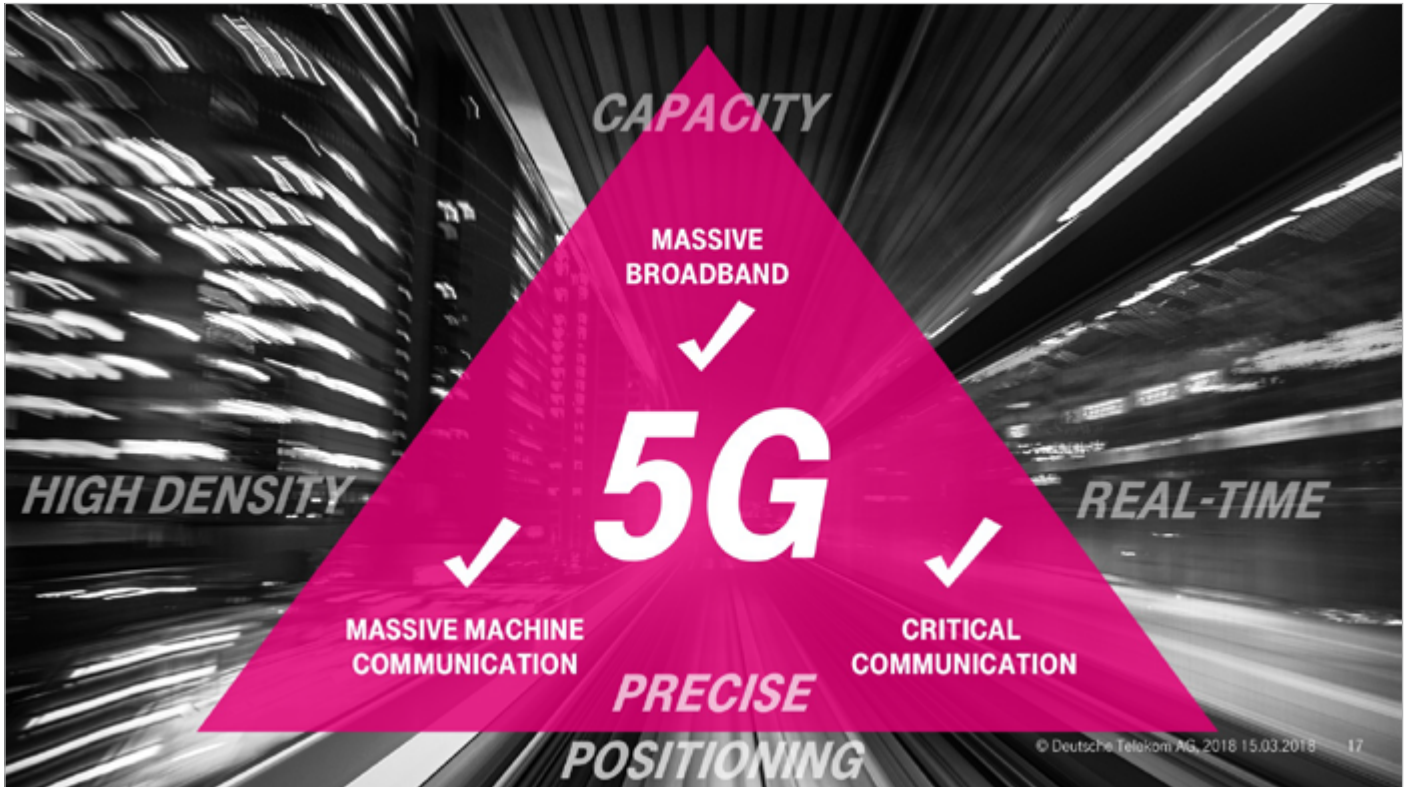 CAPACITY
MASSIVE
BROADBAND
5G
HIGH DENSITY
REAL-TIME
MASSIVE MACHINE
COMMUNICATION
CRITICAL
COMMUNICATION
PRECISE
POSITIONING
© Deutsche Telekom AG, 2018 15.03.2018 17